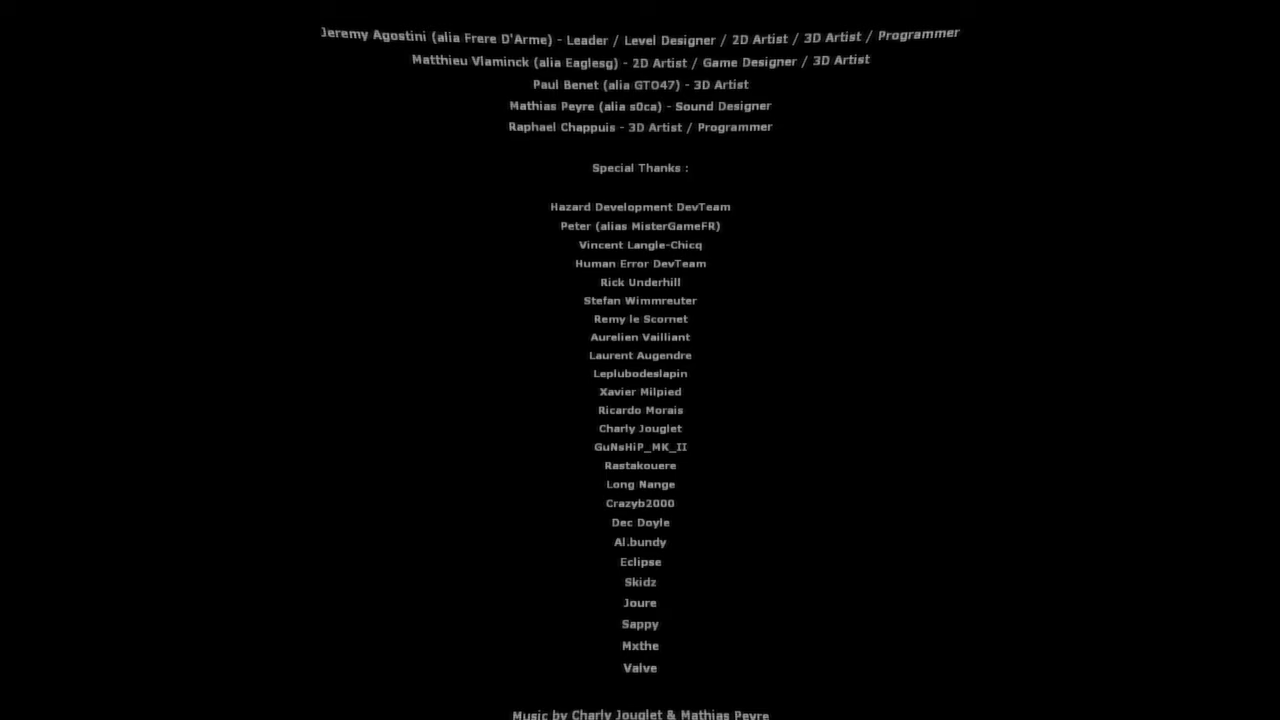 Jeremy Agostini (alia Frere D'Arme) - Leader / Level Designer / 2D Artist / 3D Artist / Programmer
Matthieu Vlaminck (alia Eaglesg) - 2D Artist / Game Designer / 3D Artist
Paul Benet (alia GTO47) - 3D Artist
Mathias Peyre (alia s0ca) - Sound Designer
Raphael Chappuis - 3D Artist / Programmer
Special Thanks :
Hazard Development DevTeam
Peter (alias MisterGameFR)
Vincent Langle-Chicq
Human Error DevTeam
Rick Underhill
Stefan Wimmreuter
Remy le Scornet
Aurelien Vailliant
Laurent Augendre
Leplubodeslapin
Xavier Milpied
Ricardo Morais
Charly Jouglet
GuNsHiP_MK_II
Rastakouere
Long Nange
Crazyb2000
Dec Doyle
Al.bundy
Eclipse
Skidz
Joure
Sappy
Mxthe
Valve
Music by Charly Jouglet & Mathias Peyre